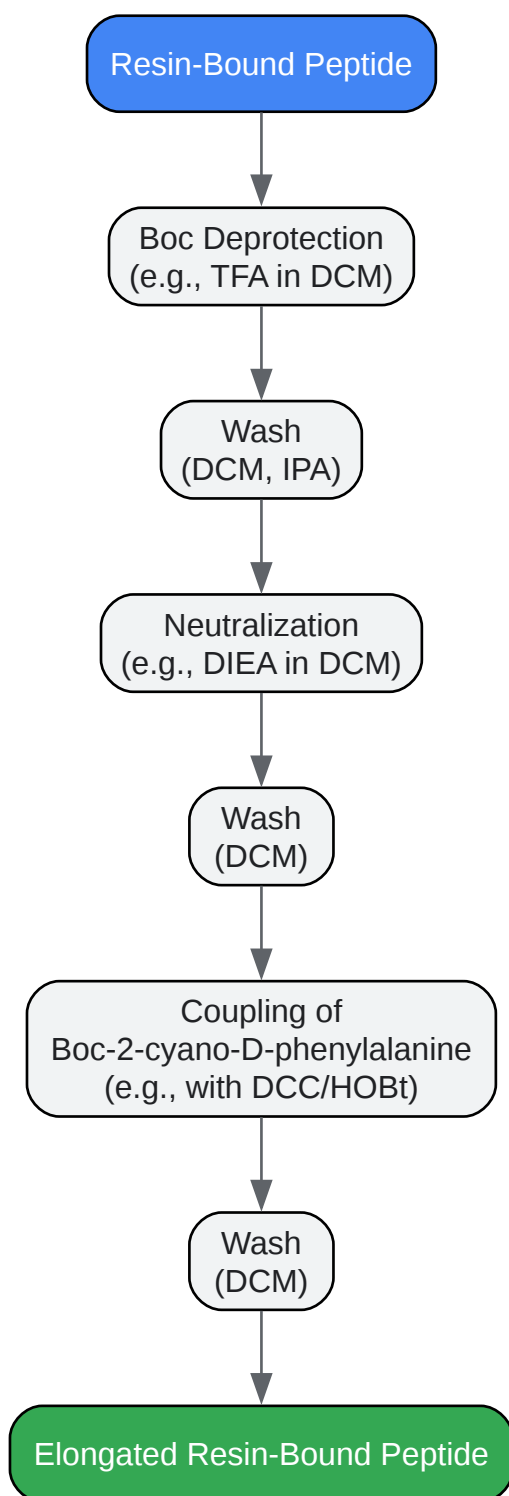 Resin-Bound Peptide
Boc Deprotection
(e.g., TFA in DCM)
Wash
(DCM, IPA)
Neutralization
(e.g., DIEA in DCM)
Wash
(DCM)
Coupling of
Boc-2-cyano-D-phenylalanine
(e.g., with DCC/HOBt)
Wash
(DCM)
Elongated Resin-Bound Peptide